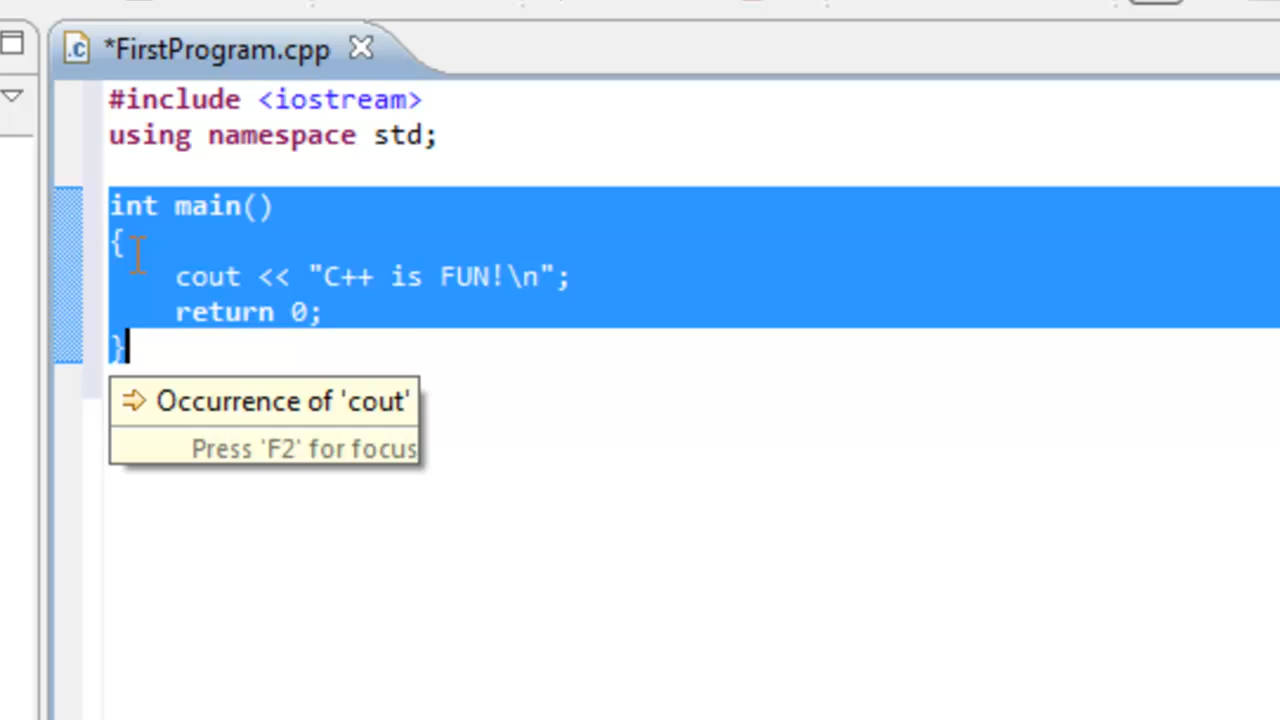 *FirstProgram.cpp
#include <iostream>
using namespace std;
int main()
{
cout << "C++ is FUN!\n";
return 0;
}
Occurrence of 'cout'
Press 'F2' for focus